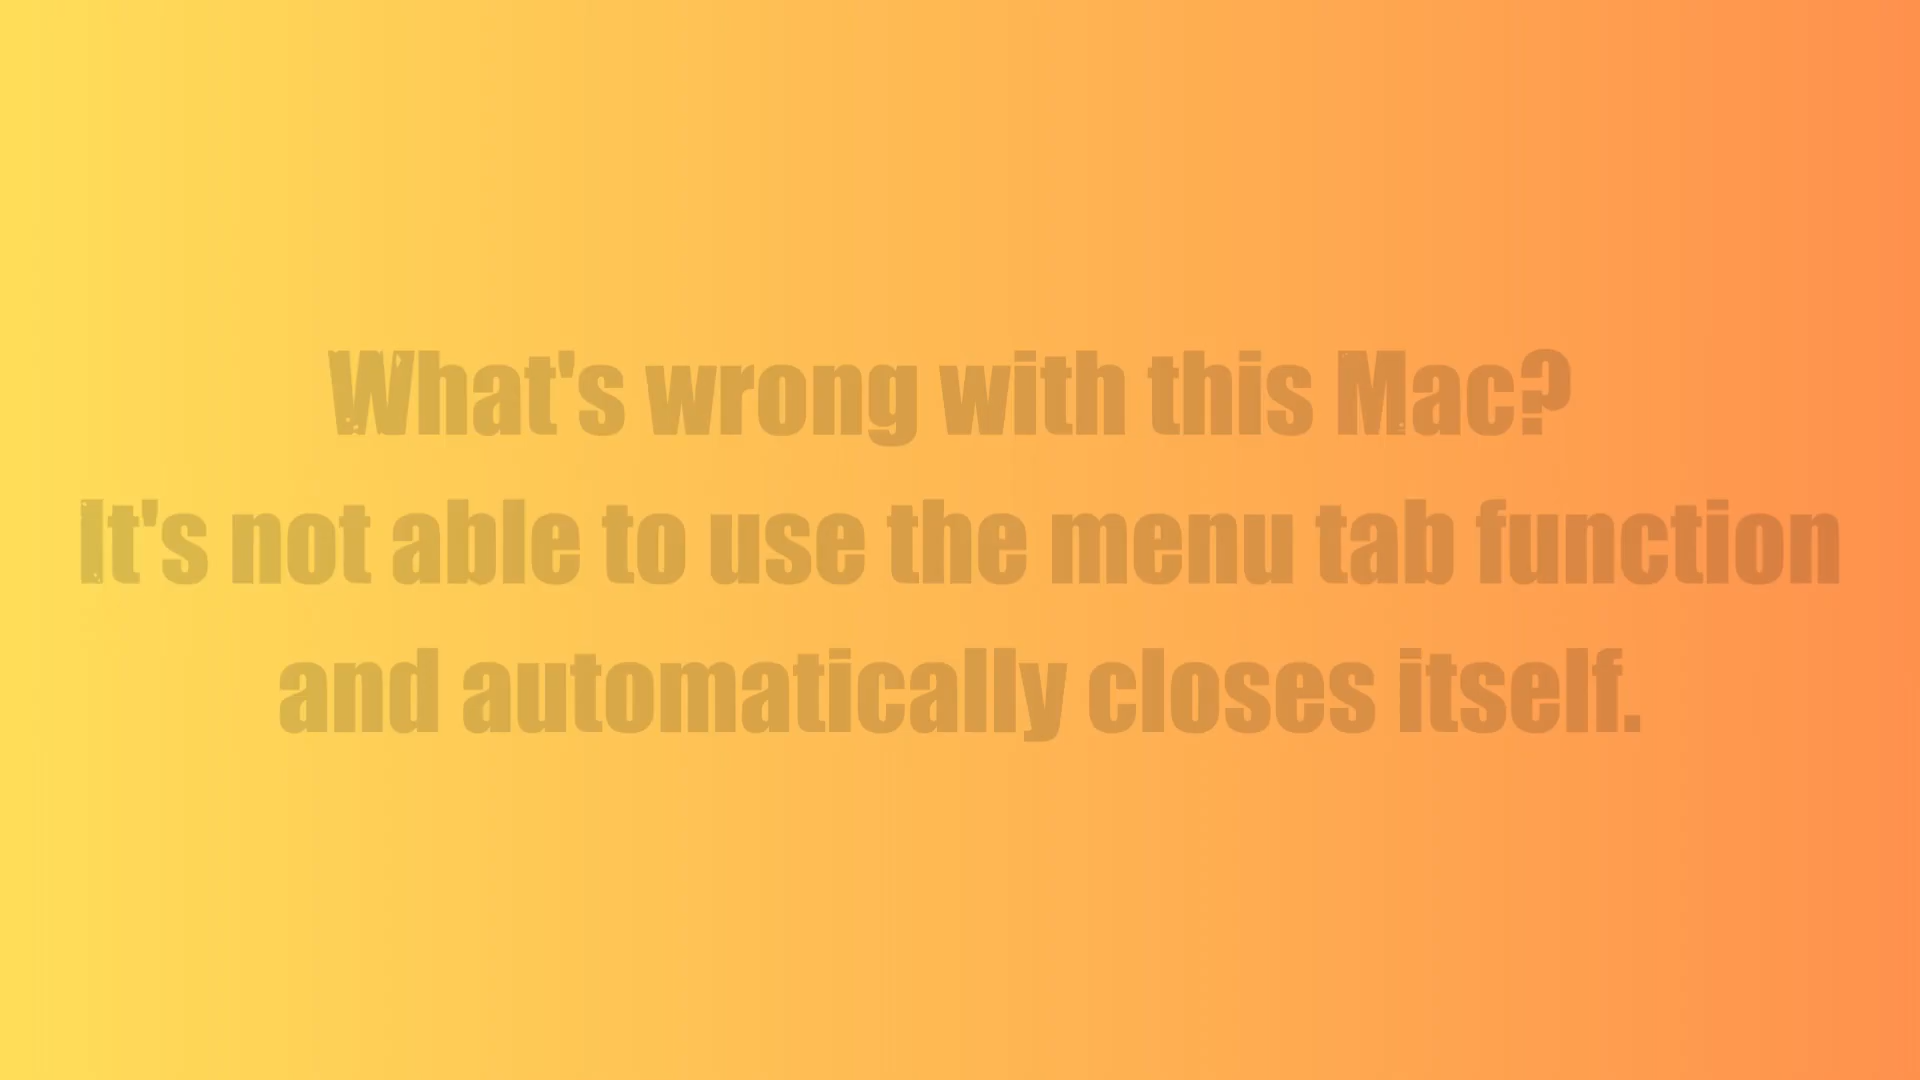 What's wrong with this Mac?
It's not able to use the menu tab function
and automatically closes itself.